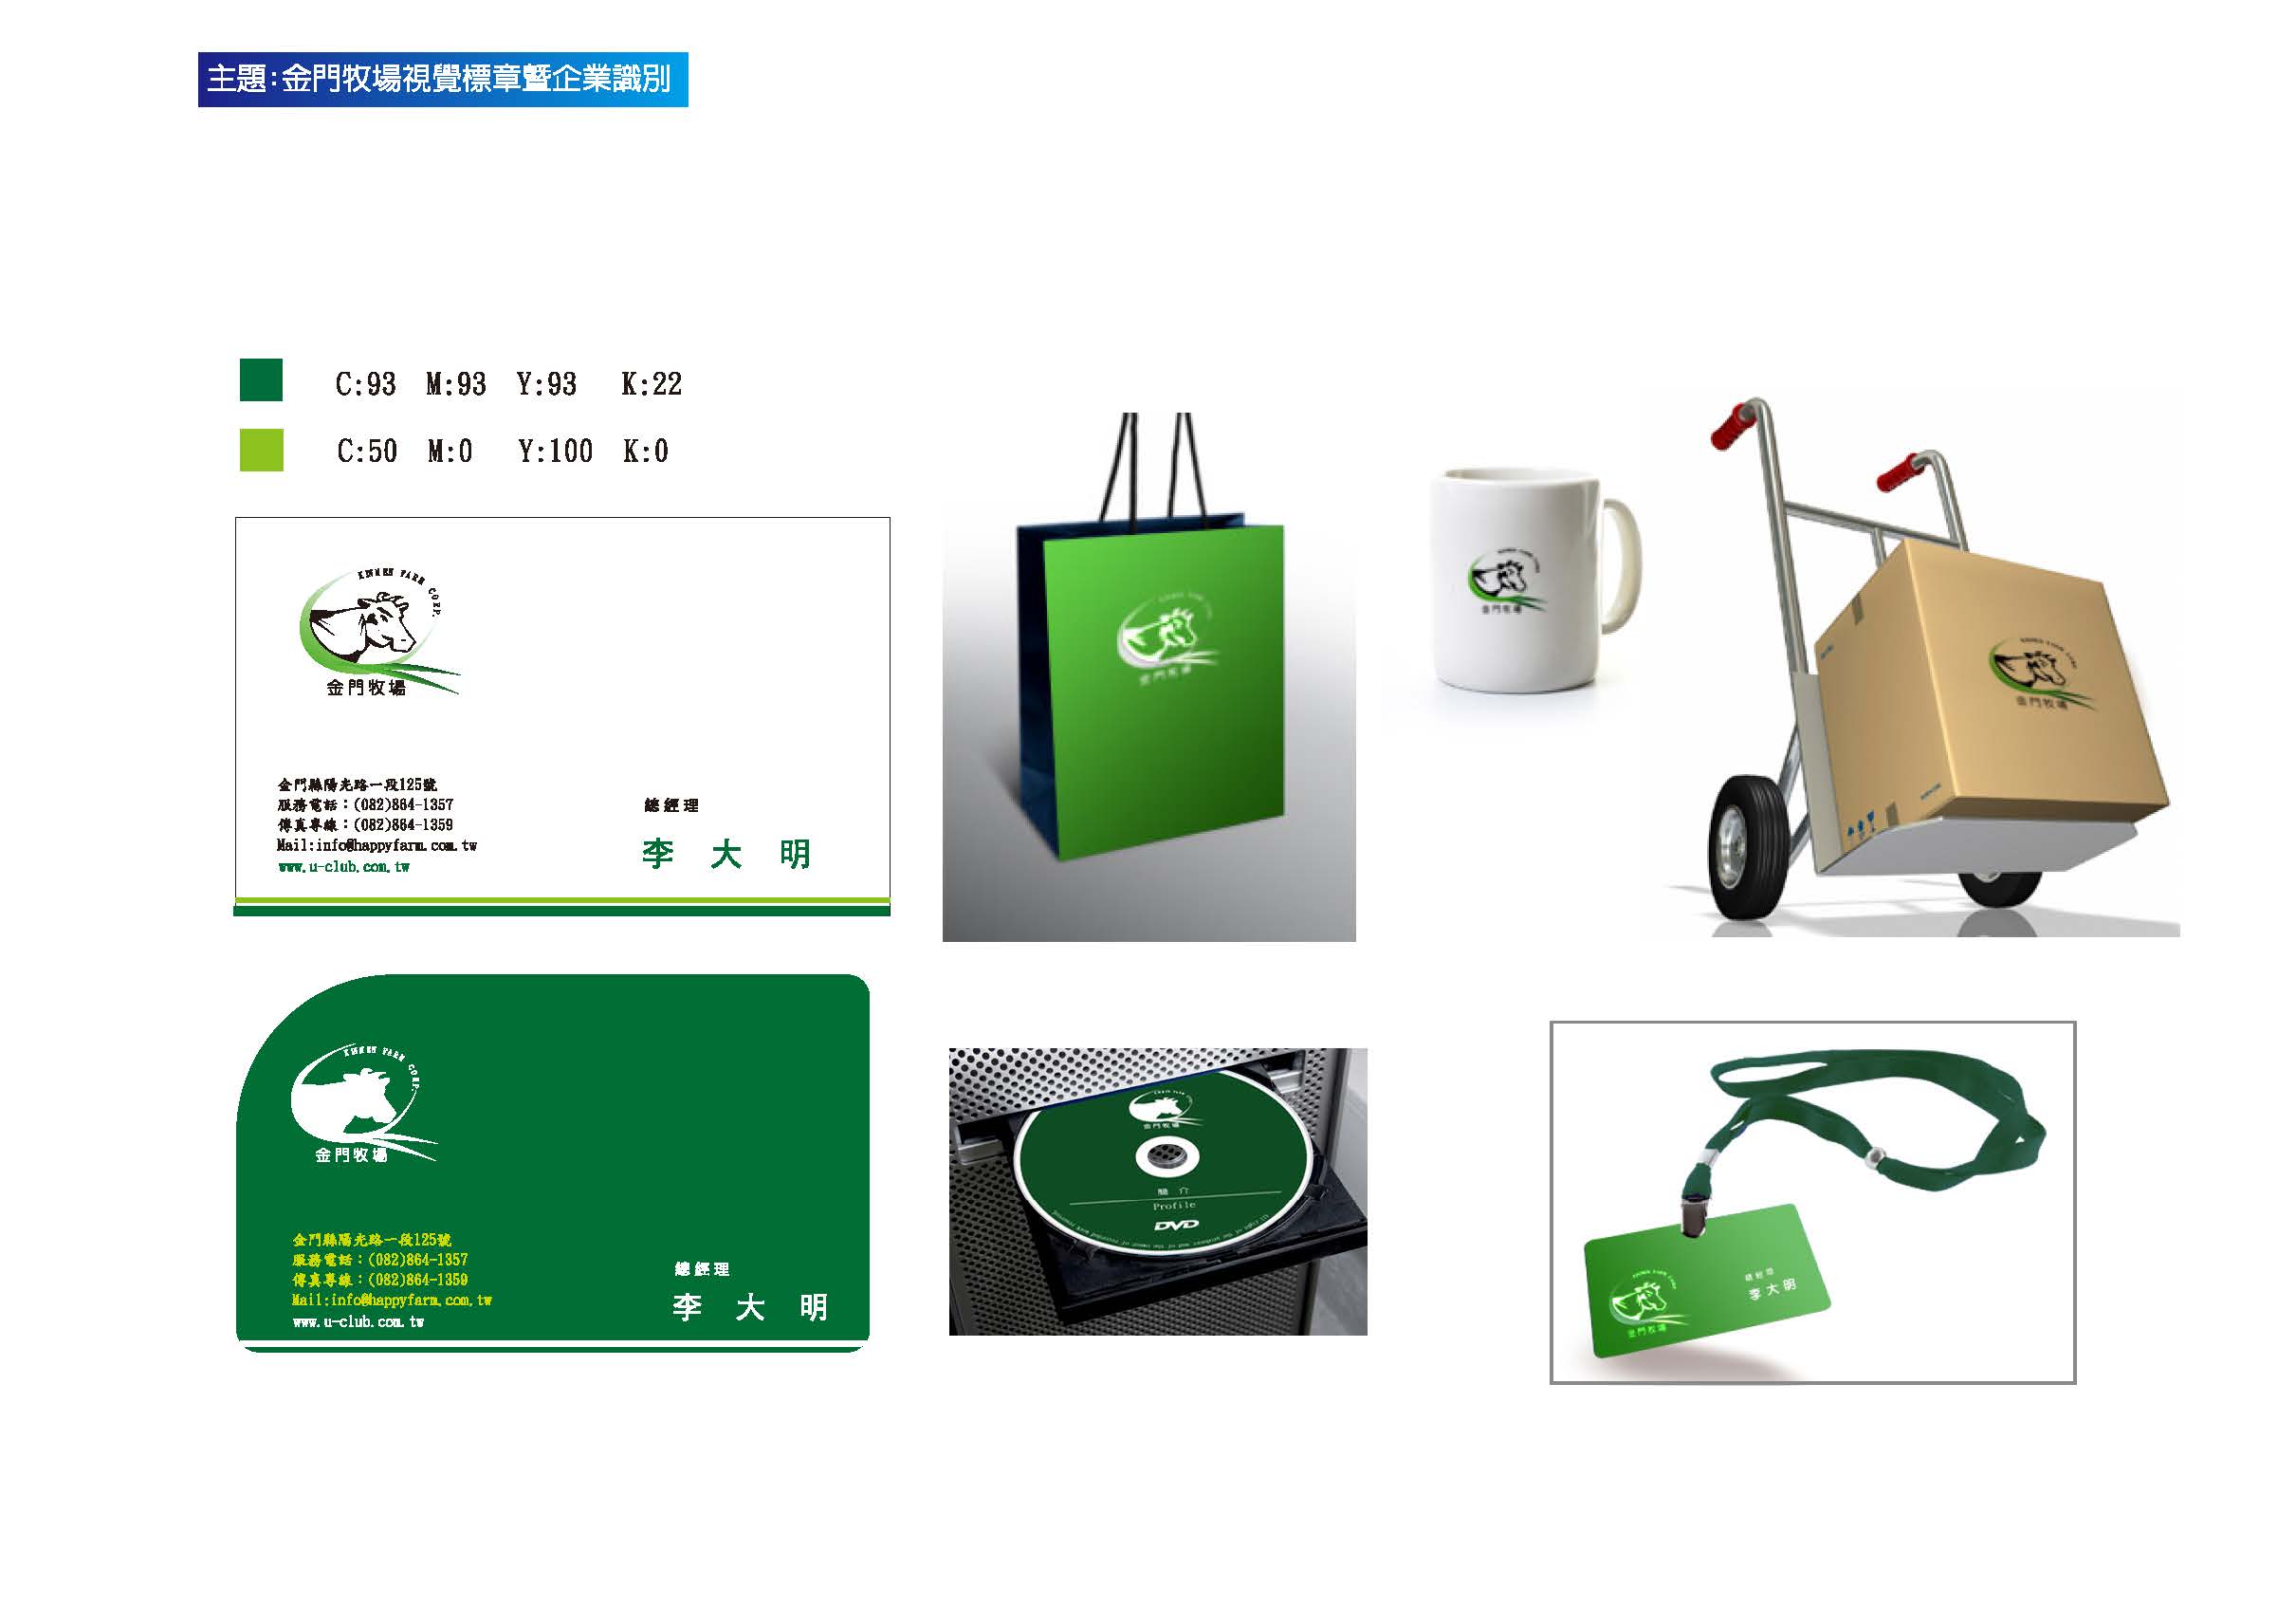 主題:金門牧場視覺標章暨企業識別
C:93 M:93 Y:93 K:22
C:50 M:0 Y:100 K:0
KINMEN FARM CORP.
金門牧場
金門縣陽光路一段125號
服務電話：(082)864-1357
傳真專線：(082)864-1359
Mail:info@happyfarm.com.tw
www.u-club.com.tw
總經理
李大明
金門牧場
金門牧場
金門牧場
KINMEN FARM CORP.
金門牧場
金門縣陽光路一段125號
服務電話：(082)864-1357
傳真專線：(082)864-1359
Mail:info@happyfarm.com.tw
www.u-club.com.tw
總經理
李大明
金門牧場
簡介
Profile
DVD
金門牧場
總經理
李大明